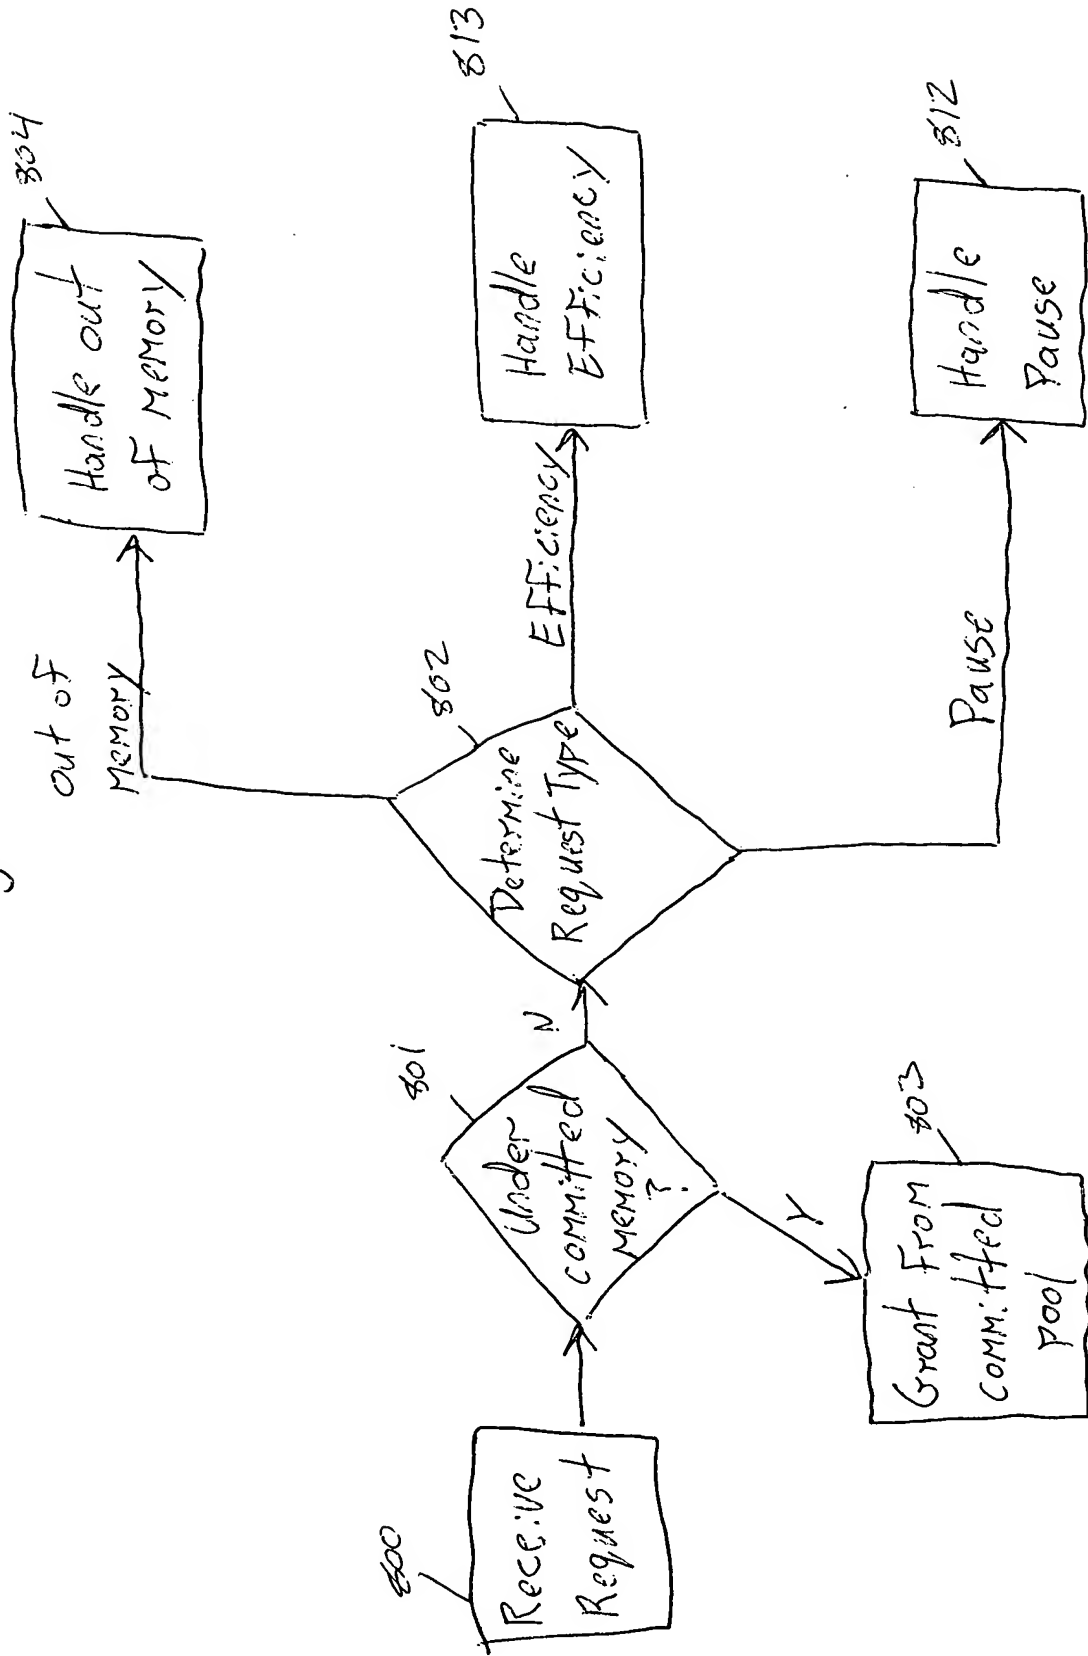 800
Receive
Request
801
Under
committed
Memory
?
Y
N
803
Grant From
committed
pool
802
Determine
Request Type
Out of
Memory
804
Handle out
of Memory
Efficiency
813
Handle
Efficiency
Pause
812
Handle
Pause